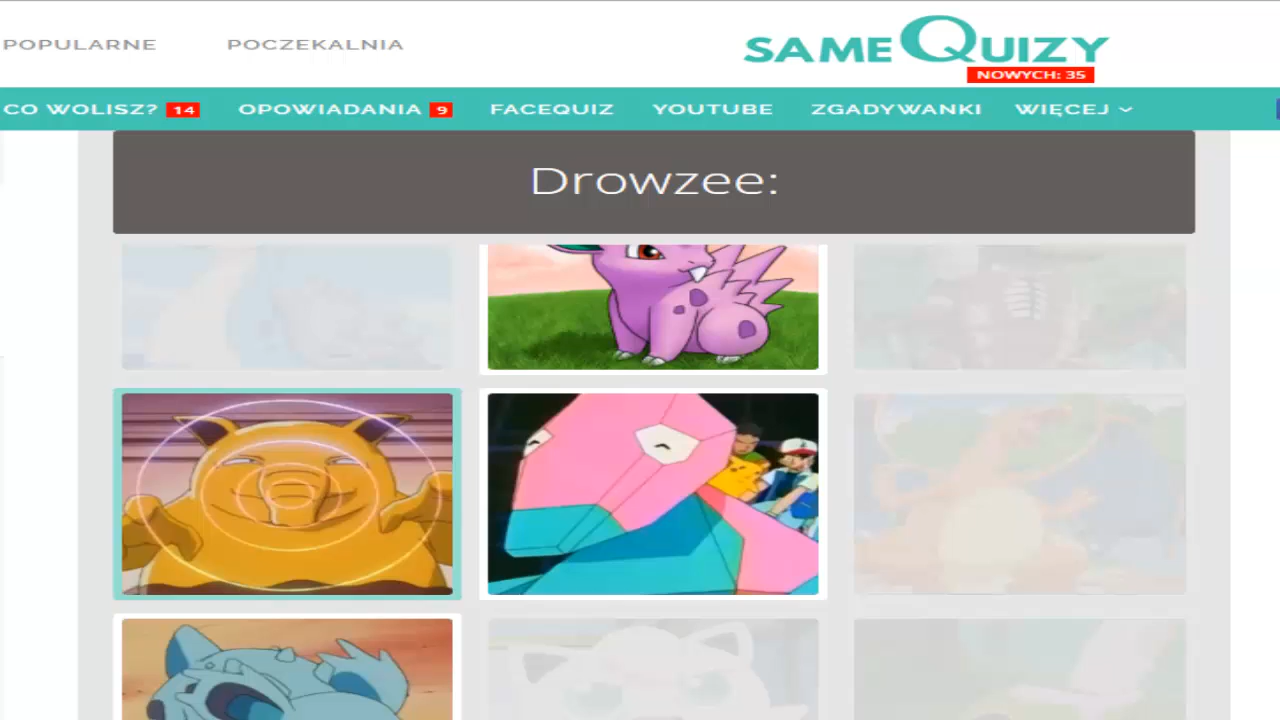 POPULARNE POCZEKALNIA
SAMEQUIZY
NOWYCH: 35
CO WOLISZ? 14 OPOWIADANIA 9 FACEQUIZ YOUTUBE ZGADYWANKI WIĘCEJ
Drowzee: